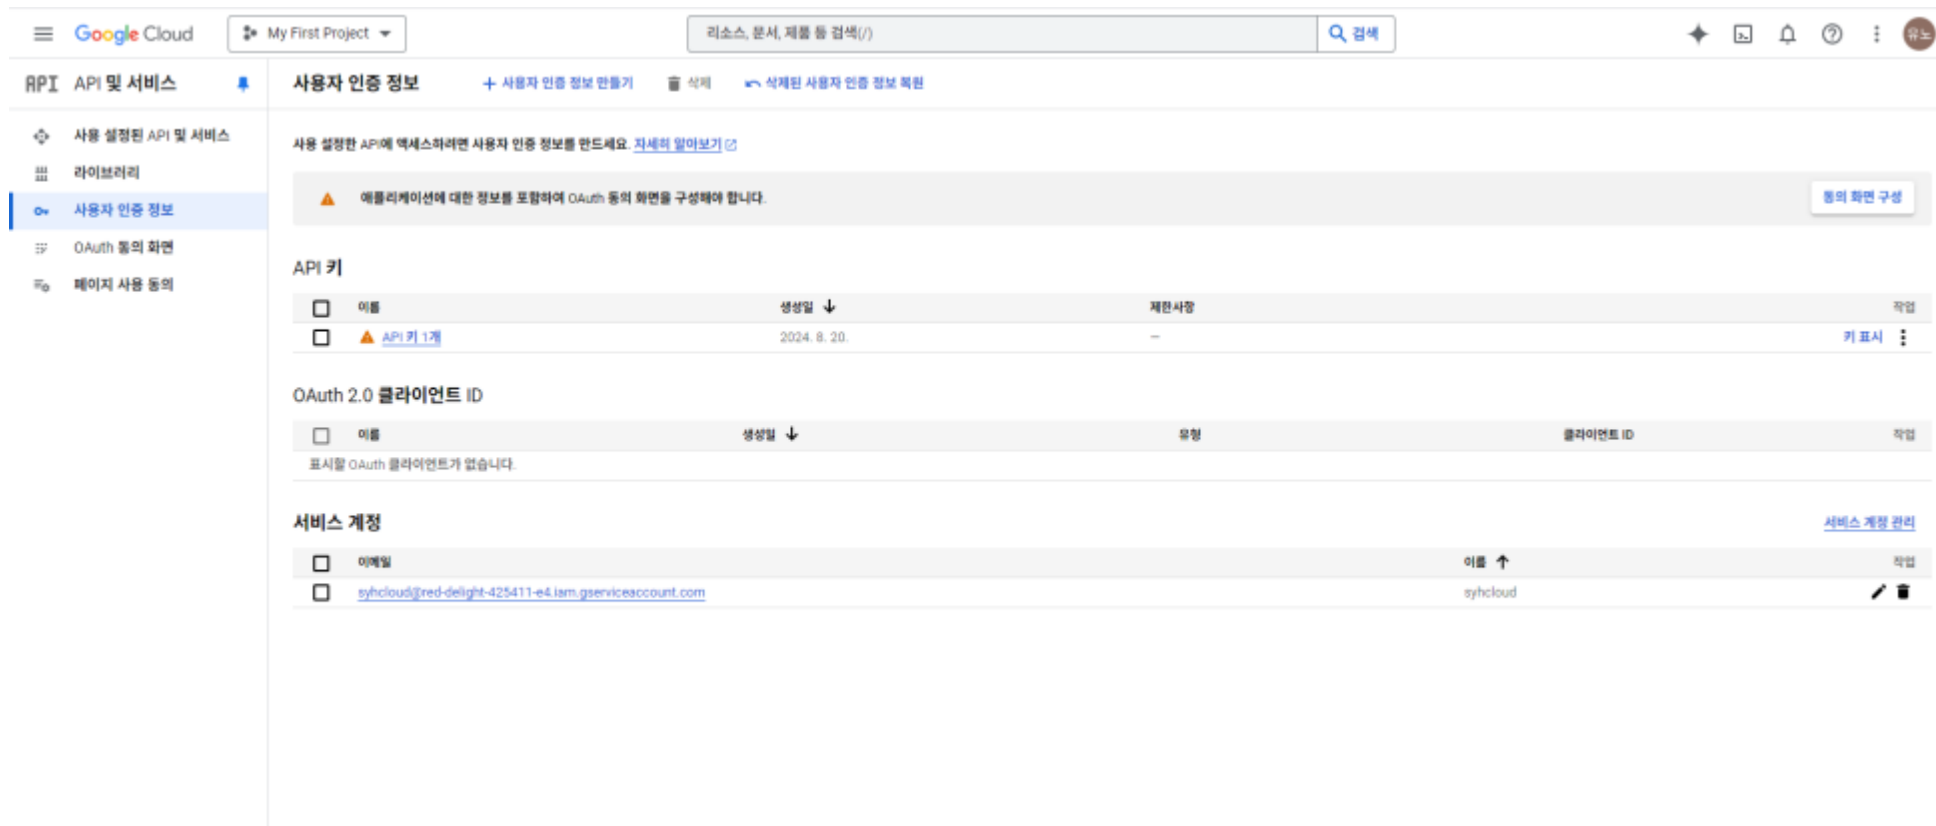 Google Cloud
My First Project
리소스, 문서, 제품 등 검색(/)
검색
유노
API API 및 서비스
사용자 인증 정보
사용자 인증 정보 만들기
삭제
삭제된 사용자 인증 정보 복원
사용 설정된 API 및 서비스
라이브러리
사용자 인증 정보
OAuth 동의 화면
페이지 사용 동의
사용 설정한 API에 액세스하려면 사용자 인증 정보를 만드세요. 자세히 알아보기
애플리케이션에 대한 정보를 포함하여 OAuth 동의 화면을 구성해야 합니다.
동의 화면 구성
API 키
이름 생성일 제한사항 작업
API 키 1개 2024. 8. 20. – 키 표시
OAuth 2.0 클라이언트 ID
이름 생성일 유형 클라이언트 ID 작업
표시할 OAuth 클라이언트가 없습니다.
서비스 계정
서비스 계정 관리
이메일 이름 작업
syhcloud@red-delight-425411-e4.iam.gserviceaccount.com syhcloud